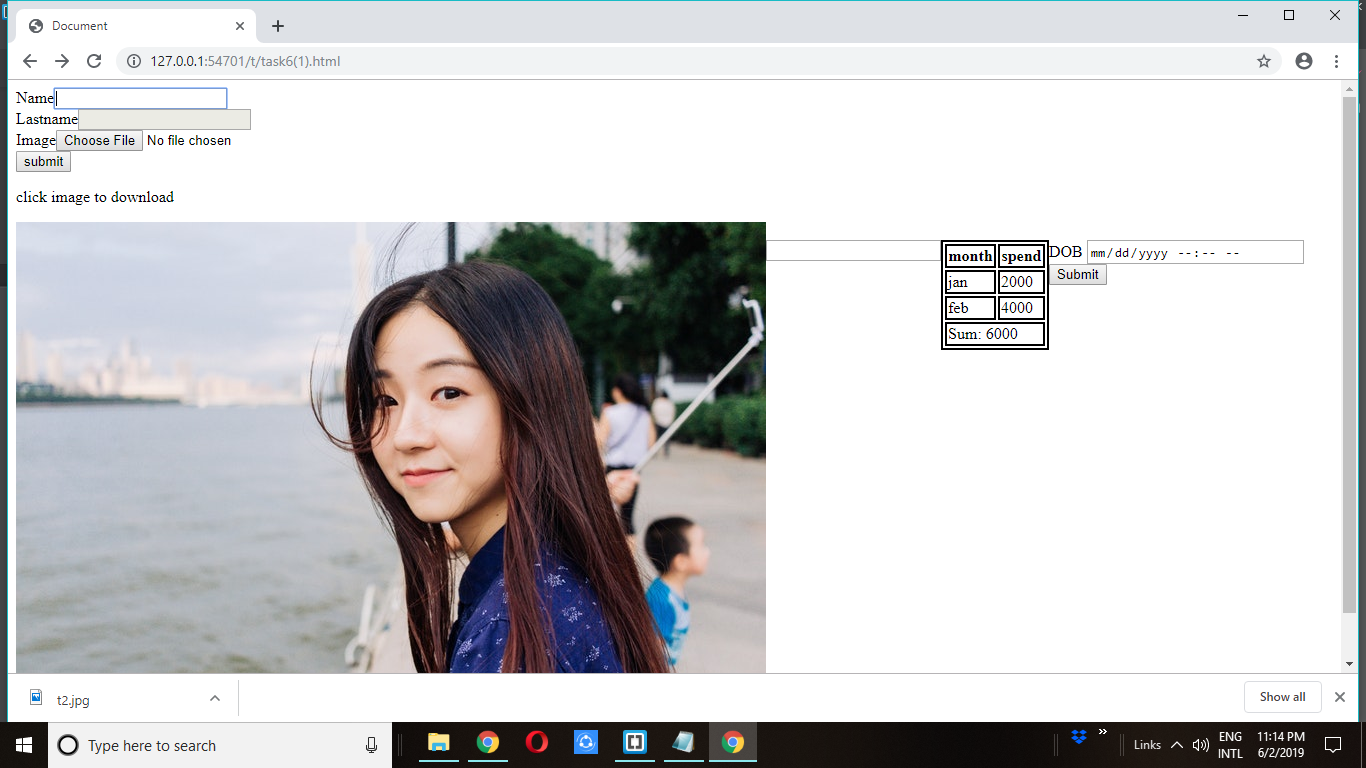 Document
127.0.0.1:54701/t/task6(1).html
Name
Lastname
Image Choose File No file chosen
submit
click image to download
month spend
jan 2000
feb 4000
Sum: 6000
DOB mm/dd/yyyy --:-- --
Submit
t2.jpg
Show all
Type here to search
Links
ENG
INTL
11:14 PM
6/2/2019